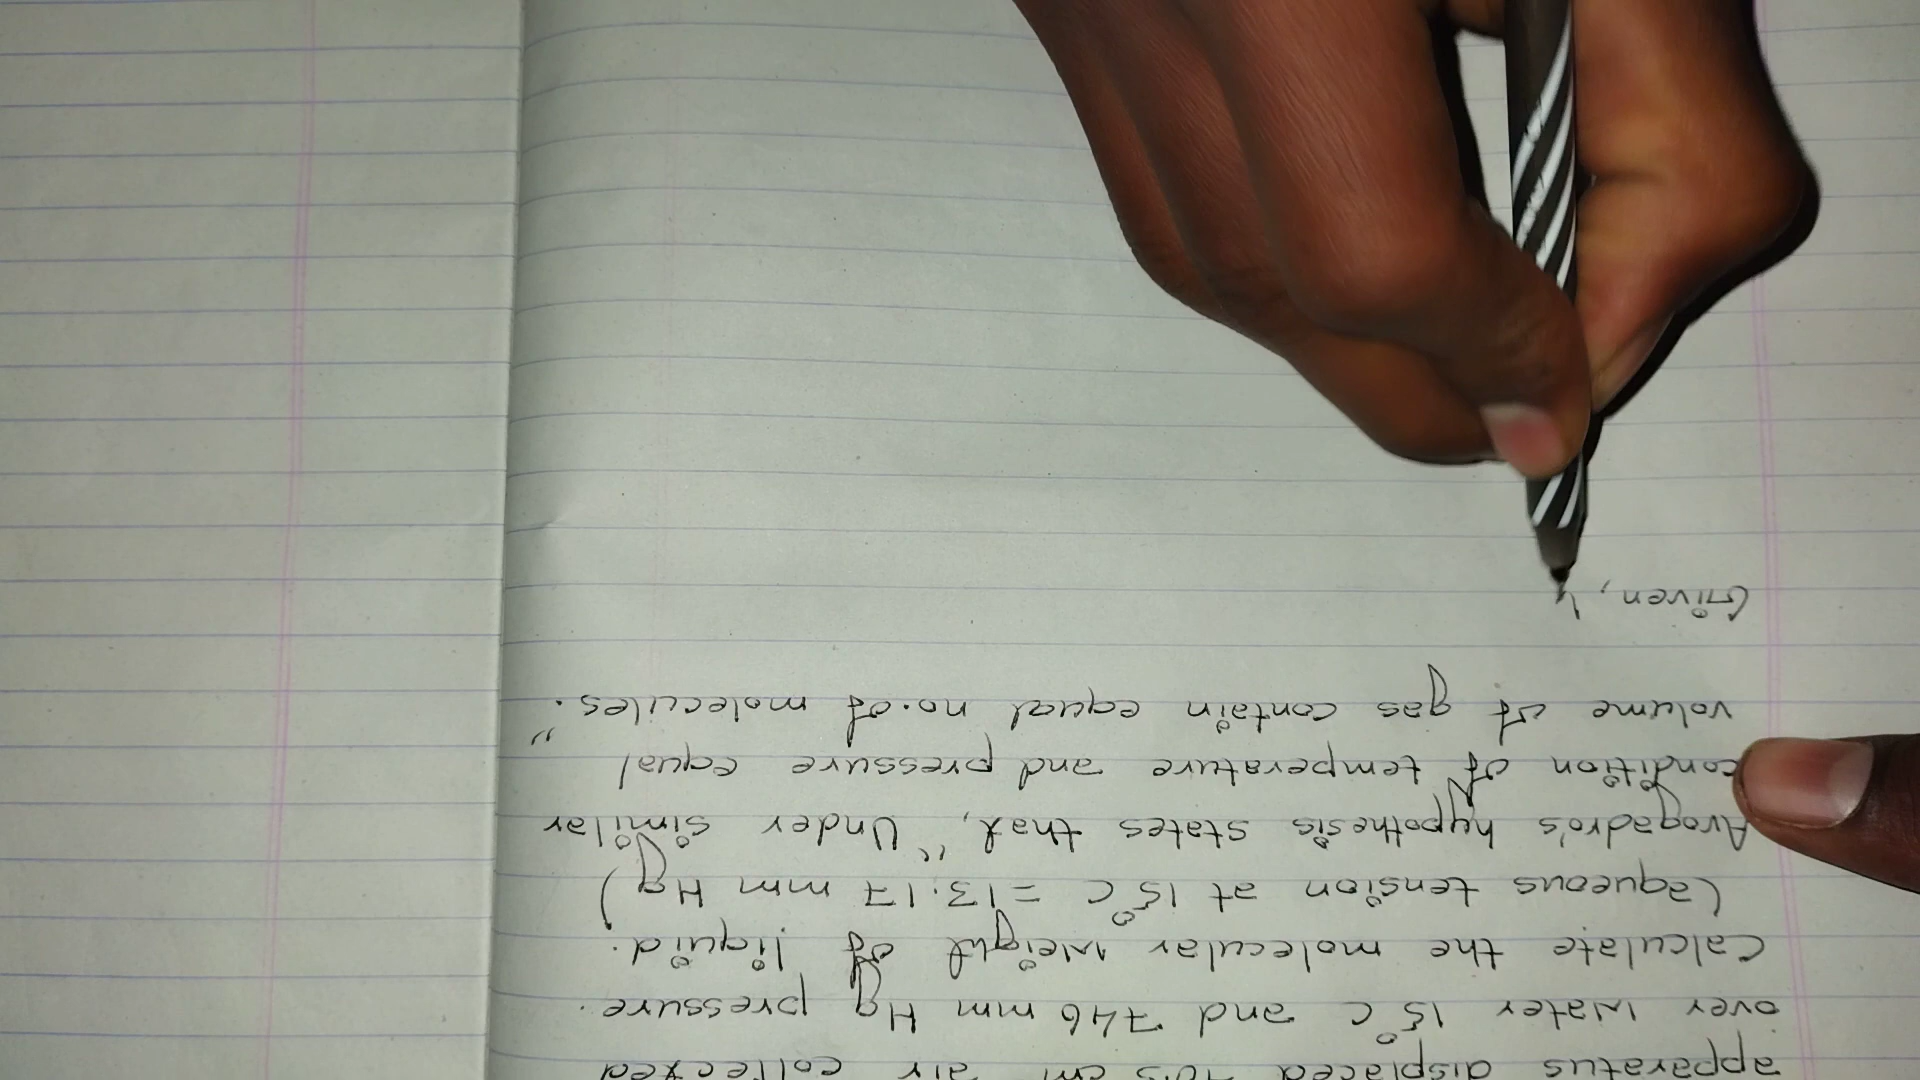 apparatus displaced air collected
over water 15°C and 746 mm Hg pressure.
Calculate the molecular weight of liquid.
(aqueous tension at 15°C = 13.17 mm Hg)
Avogadro's hypothesis states that, "Under similar
condition of temperature and pressure equal
volume of gas contain equal no. of molecules."
Given,